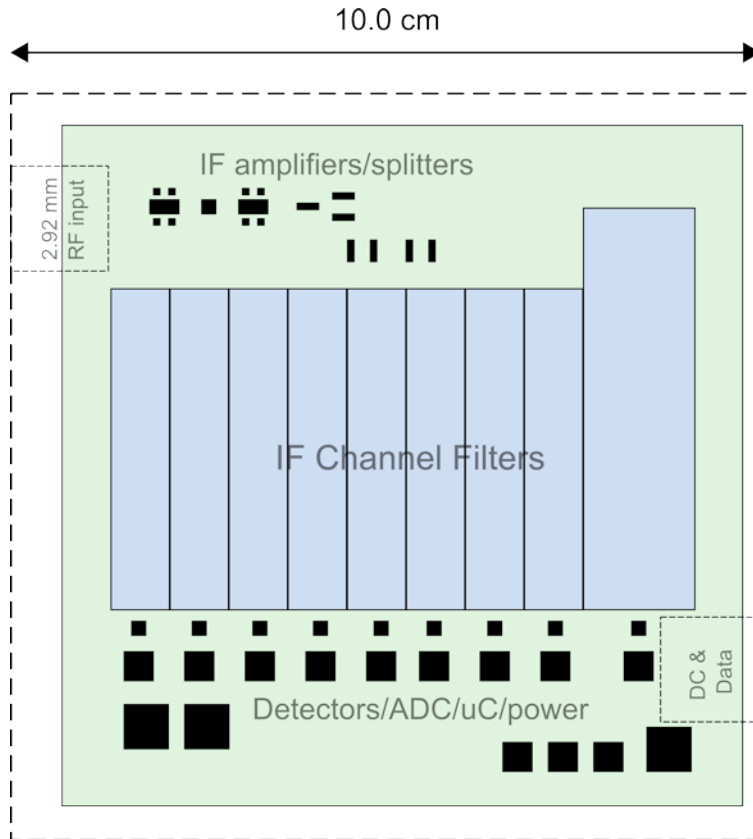 10.0 cm
IF amplifiers/splitters
2.92 mm
RF input
IF Channel Filters
DC &
Data
Detectors/ADC/uC/power